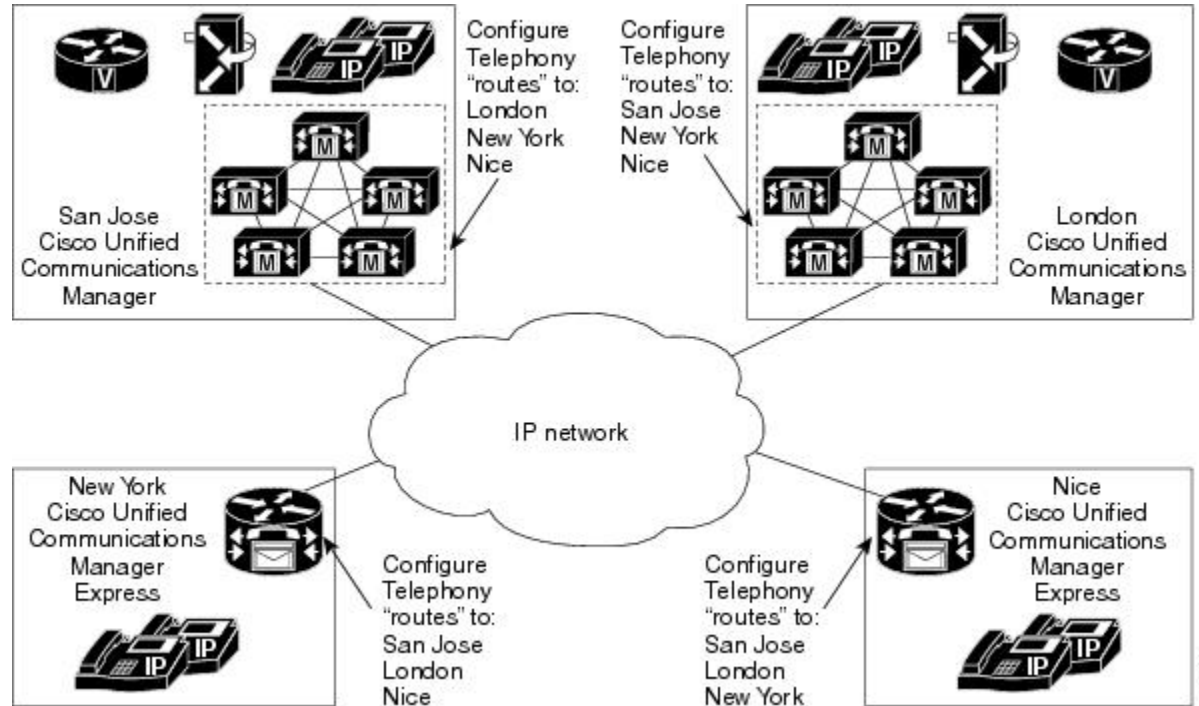 V
IP
IP
Configure
Telephony
“routes” to:
London
New York
Nice
M
M
M
M
M
San Jose
Cisco Unified
Communications
Manager
Configure
Telephony
“routes” to:
San Jose
New York
Nice
IP
IP
V
M
M
M
M
M
London
Cisco Unified
Communications
Manager
IP network
New York
Cisco Unified
Communications
Manager
Express
IP
IP
Configure
Telephony
“routes” to:
San Jose
London
Nice
Configure
Telephony
“routes” to:
San Jose
London
New York
Nice
Cisco Unified
Communications
Manager
Express
IP
IP